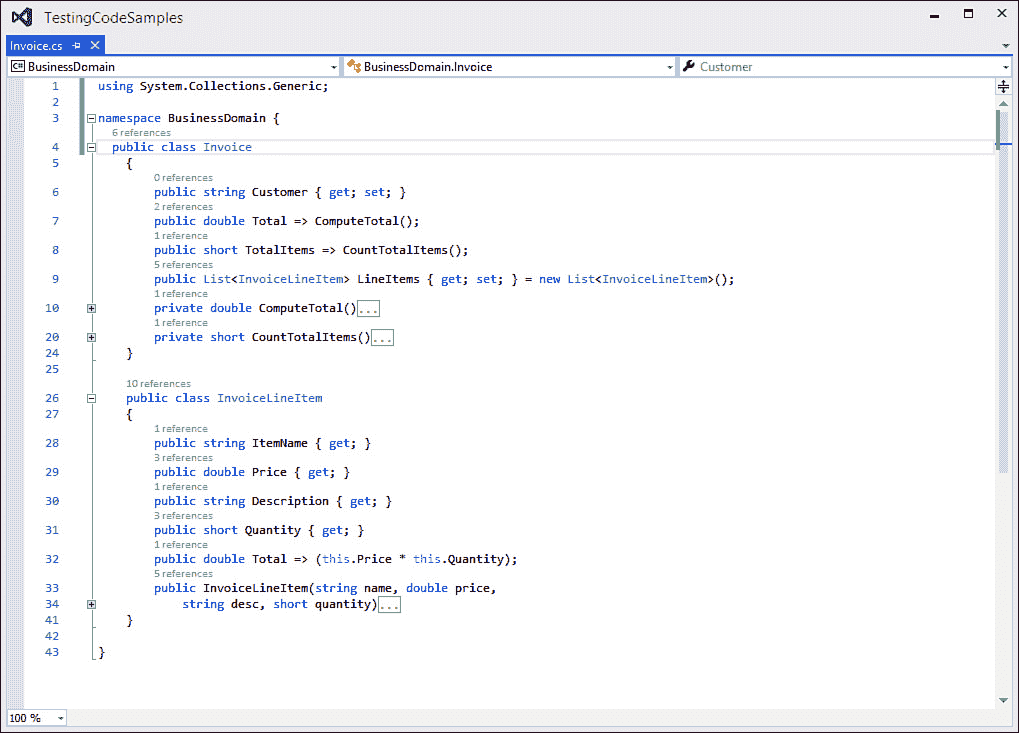 TestingCodeSamples
Invoice.cs
C# BusinessDomain BusinessDomain.Invoice Customer
1 using System.Collections.Generic;
2
3 namespace BusinessDomain {
6 references
4 public class Invoice
5 {
0 references
6 public string Customer { get; set; }
2 references
7 public double Total => ComputeTotal();
1 reference
8 public short TotalItems => CountTotalItems();
5 references
9 public List<InvoiceLineItem> LineItems { get; set; } = new List<InvoiceLineItem>();
1 reference
10 private double ComputeTotal()...
1 reference
20 private short CountTotalItems()...
24 }
25
10 references
26 public class InvoiceLineItem
27 {
1 reference
28 public string ItemName { get; }
3 references
29 public double Price { get; }
1 reference
30 public string Description { get; }
3 references
31 public short Quantity { get; }
1 reference
32 public double Total => (this.Price * this.Quantity);
5 references
33 public InvoiceLineItem(string name, double price,
34 string desc, short quantity)...
41 }
42
43 }
100 %